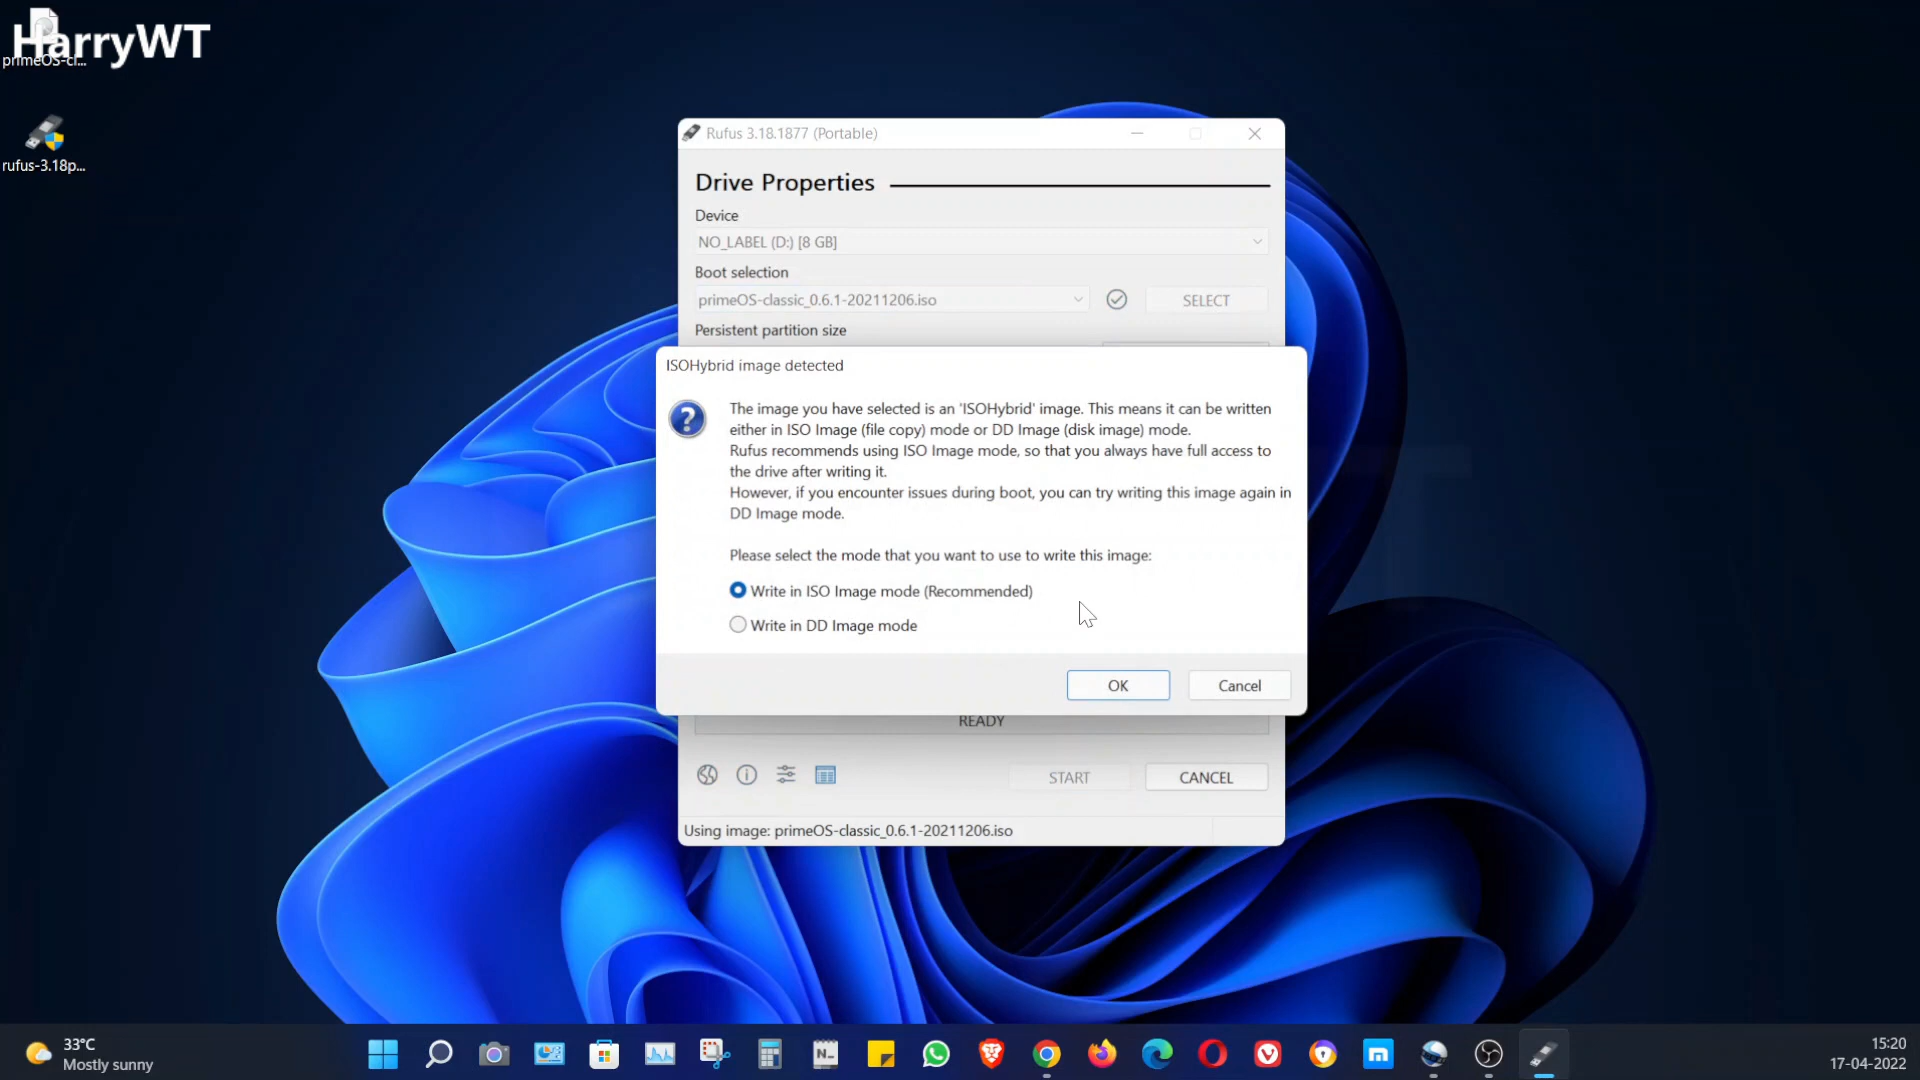 HarryWT
primeOS-cl...
rufus-3.18p...
Rufus 3.18.1877 (Portable)
Drive Properties
Device
NO_LABEL (D:) [8 GB]
Boot selection
primeOS-classic_0.6.1-20211206.iso
SELECT
Persistent partition size
ISOHybrid image detected
The image you have selected is an 'ISOHybrid' image. This means it can be written
either in ISO Image (file copy) mode or DD Image (disk image) mode.
Rufus recommends using ISO Image mode, so that you always have full access to
the drive after writing it.
However, if you encounter issues during boot, you can try writing this image again in
DD Image mode.
Please select the mode that you want to use to write this image:
Write in ISO Image mode (Recommended)
Write in DD Image mode
OK
Cancel
READY
START
CANCEL
Using image: primeOS-classic_0.6.1-20211206.iso
33°C
Mostly sunny
N..
15:20
17-04-2022